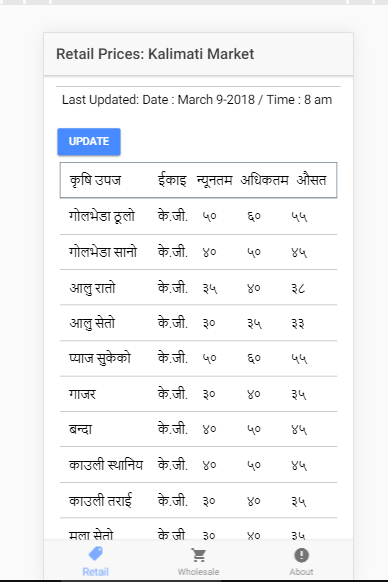 Retail Prices: Kalimati Market
Last Updated: Date : March 9-2018 / Time : 8 am
UPDATE
कृषि उपज ईकाइ न्यूनतम अधिकतम औसत
गोलभेडा ठूलो के.जी. ५० ६० ५५
गोलभेडा सानो के.जी. ४० ५० ४५
आलु रातो के.जी. ३५ ४० ३८
आलु सेतो के.जी. ३० ३५ ३३
प्याज सुकेको के.जी. ५० ६० ५५
गाजर के.जी. ३० ४० ३५
बन्दा के.जी. ४० ५० ४५
काउली स्थानिय के.जी. ४० ५० ४५
काउली तराई के.जी. ३० ४० ३५
मूला सेतो के.जी. ३० ४० ३५
Retail Wholesale About